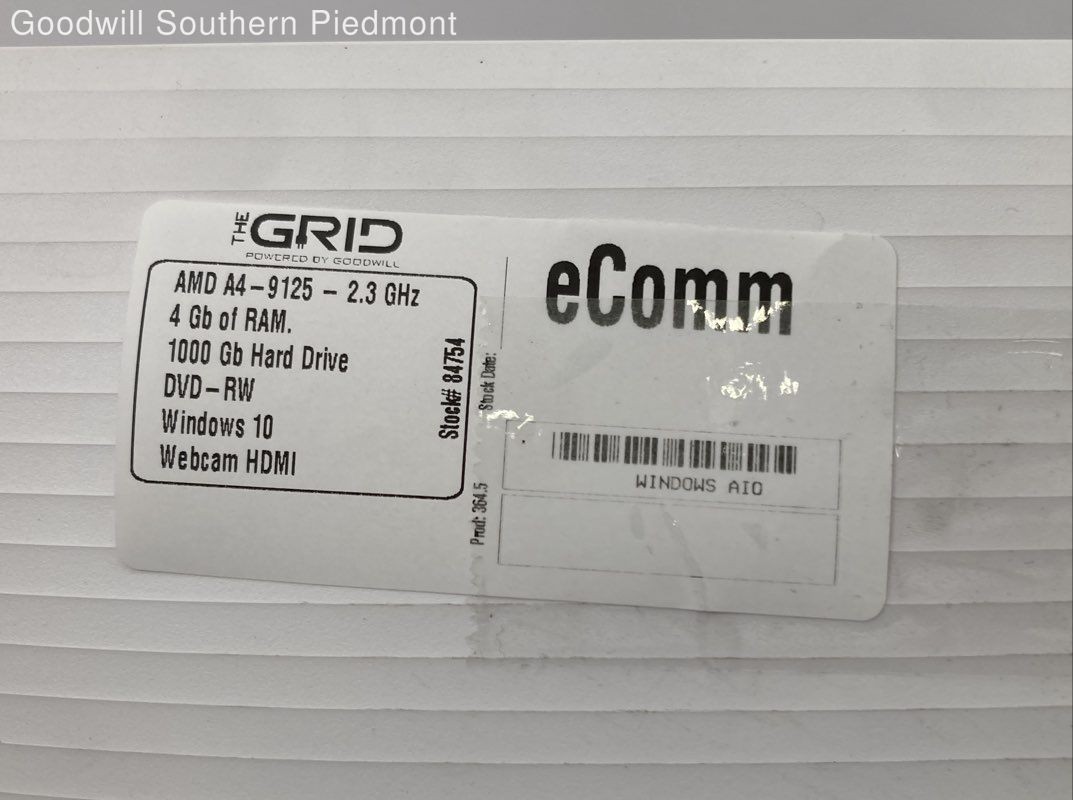 Goodwill Southern Piedmont
THE GRID
POWERED BY GOODWILL
AMD A4-9125 - 2.3 GHz
4 Gb of RAM.
1000 Gb Hard Drive
DVD-RW
Windows 10
Webcam HDMI
Stock# 84754
eComm
Stock Date:
WINDOWS AIO
Prod: 364.5